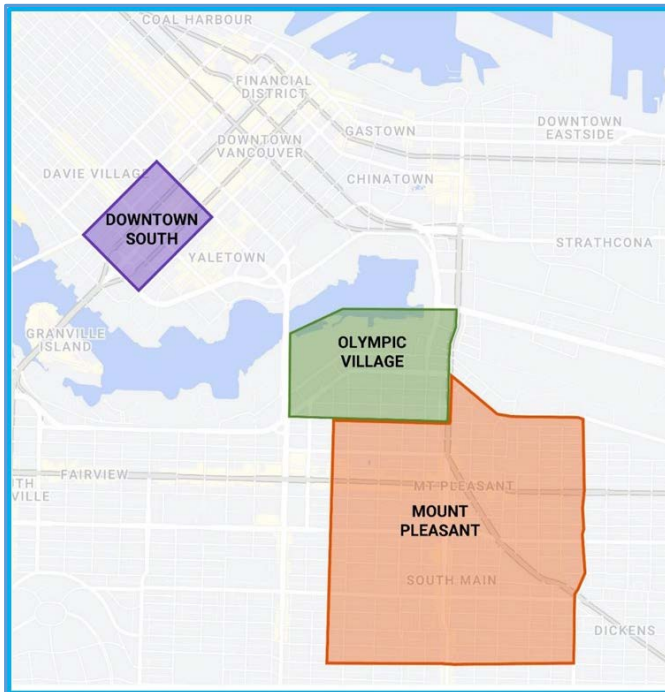 COAL HARBOUR
FINANCIAL
DISTRICT
DOWNTOWN
VANCOUVER
GASTOWN
DOWNTOWN
EASTSIDE
DAVIE VILLAGE
CHINATOWN
DOWNTOWN
SOUTH
YALETOWN
STRATHCONA
GRANVILLE
ISLAND
OLYMPIC
VILLAGE
FAIRVIEW
MT PLEASANT
MOUNT
PLEASANT
SOUTH MAIN
DICKENS